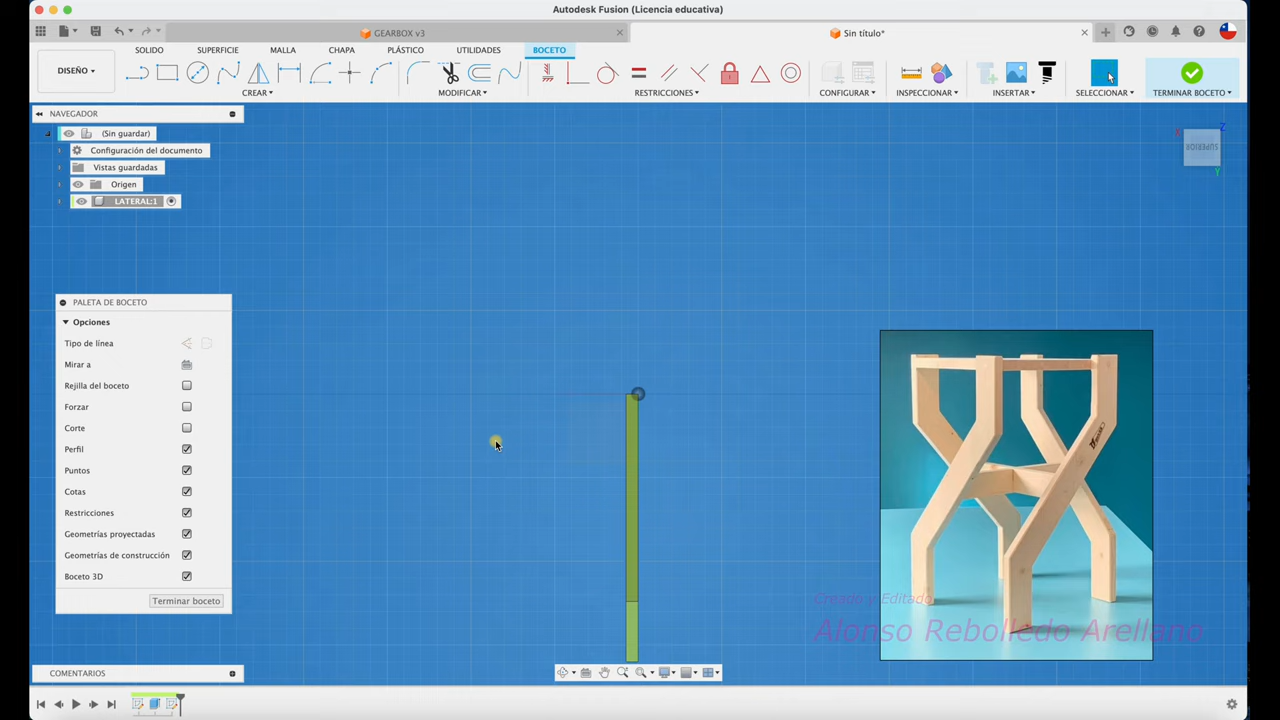 Autodesk Fusion (Licencia educativa)
GEARBOX v3
Sin título*
DISEÑO
SOLIDO
SUPERFICIE
MALLA
CHAPA
PLÁSTICO
UTILIDADES
BOCETO
CREAR
MODIFICAR
RESTRICCIONES
CONFIGURAR
INSPECCIONAR
INSERTAR
SELECCIONAR
TERMINAR BOCETO
NAVEGADOR
(Sin guardar)
Configuración del documento
Vistas guardadas
Origen
LATERAL:1
X
Z
SUPERIOR
Y
PALETA DE BOCETO
Opciones
Tipo de línea
Mirar a
Rejilla del boceto
Forzar
Corte
Perfil
Puntos
Cotas
Restricciones
Geometrías proyectadas
Geometrías de construcción
Boceto 3D
Terminar boceto
Creado y Editado
Alonso Rebolledo Arellano
COMENTARIOS